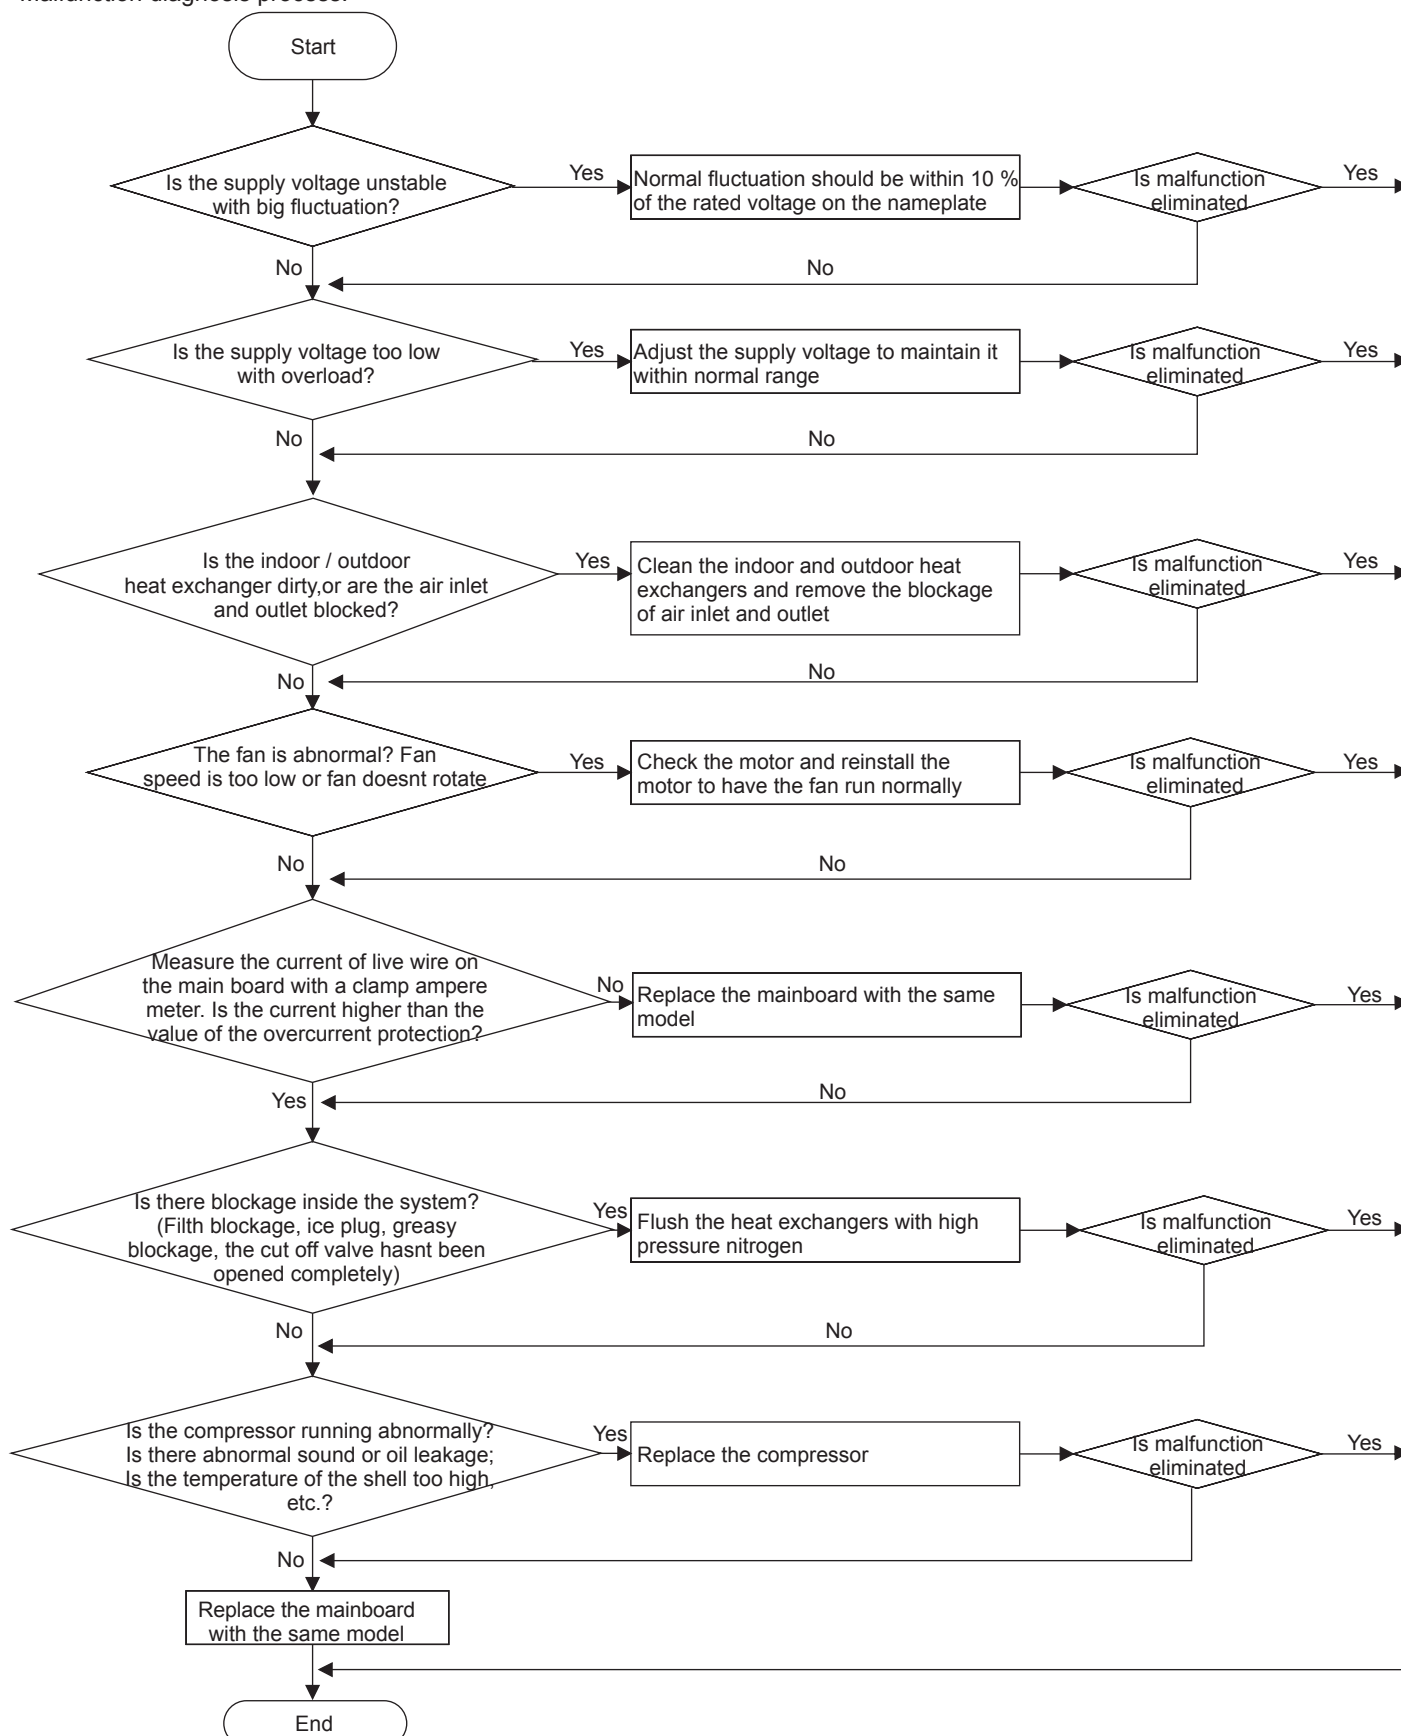 Malfunction diagnosis process:
Start
Is the supply voltage unstable
with big fluctuation?
Yes
Normal fluctuation should be within 10 %
of the rated voltage on the nameplate
Is malfunction
eliminated
Yes
No
No
Is the supply voltage too low
with overload?
Yes
Adjust the supply voltage to maintain it
within normal range
Is malfunction
eliminated
Yes
No
No
Is the indoor / outdoor
heat exchanger dirty,or are the air inlet
and outlet blocked?
Yes
Clean the indoor and outdoor heat
exchangers and remove the blockage
of air inlet and outlet
Is malfunction
eliminated
Yes
No
No
The fan is abnormal? Fan
speed is too low or fan doesnt rotate
Yes
Check the motor and reinstall the
motor to have the fan run normally
Is malfunction
eliminated
Yes
No
No
Measure the current of live wire on
the main board with a clamp ampere
meter. Is the current higher than the
value of the overcurrent protection?
No
Replace the mainboard with the same
model
Is malfunction
eliminated
Yes
Yes
No
Is there blockage inside the system?
(Filth blockage, ice plug, greasy
blockage, the cut off valve hasnt been
opened completely)
Yes
Flush the heat exchangers with high
pressure nitrogen
Is malfunction
eliminated
Yes
No
No
Is the compressor running abnormally?
Is there abnormal sound or oil leakage;
Is the temperature of the shell too high,
etc.?
Yes
Replace the compressor
Is malfunction
eliminated
Yes
No
Replace the mainboard
with the same model
End